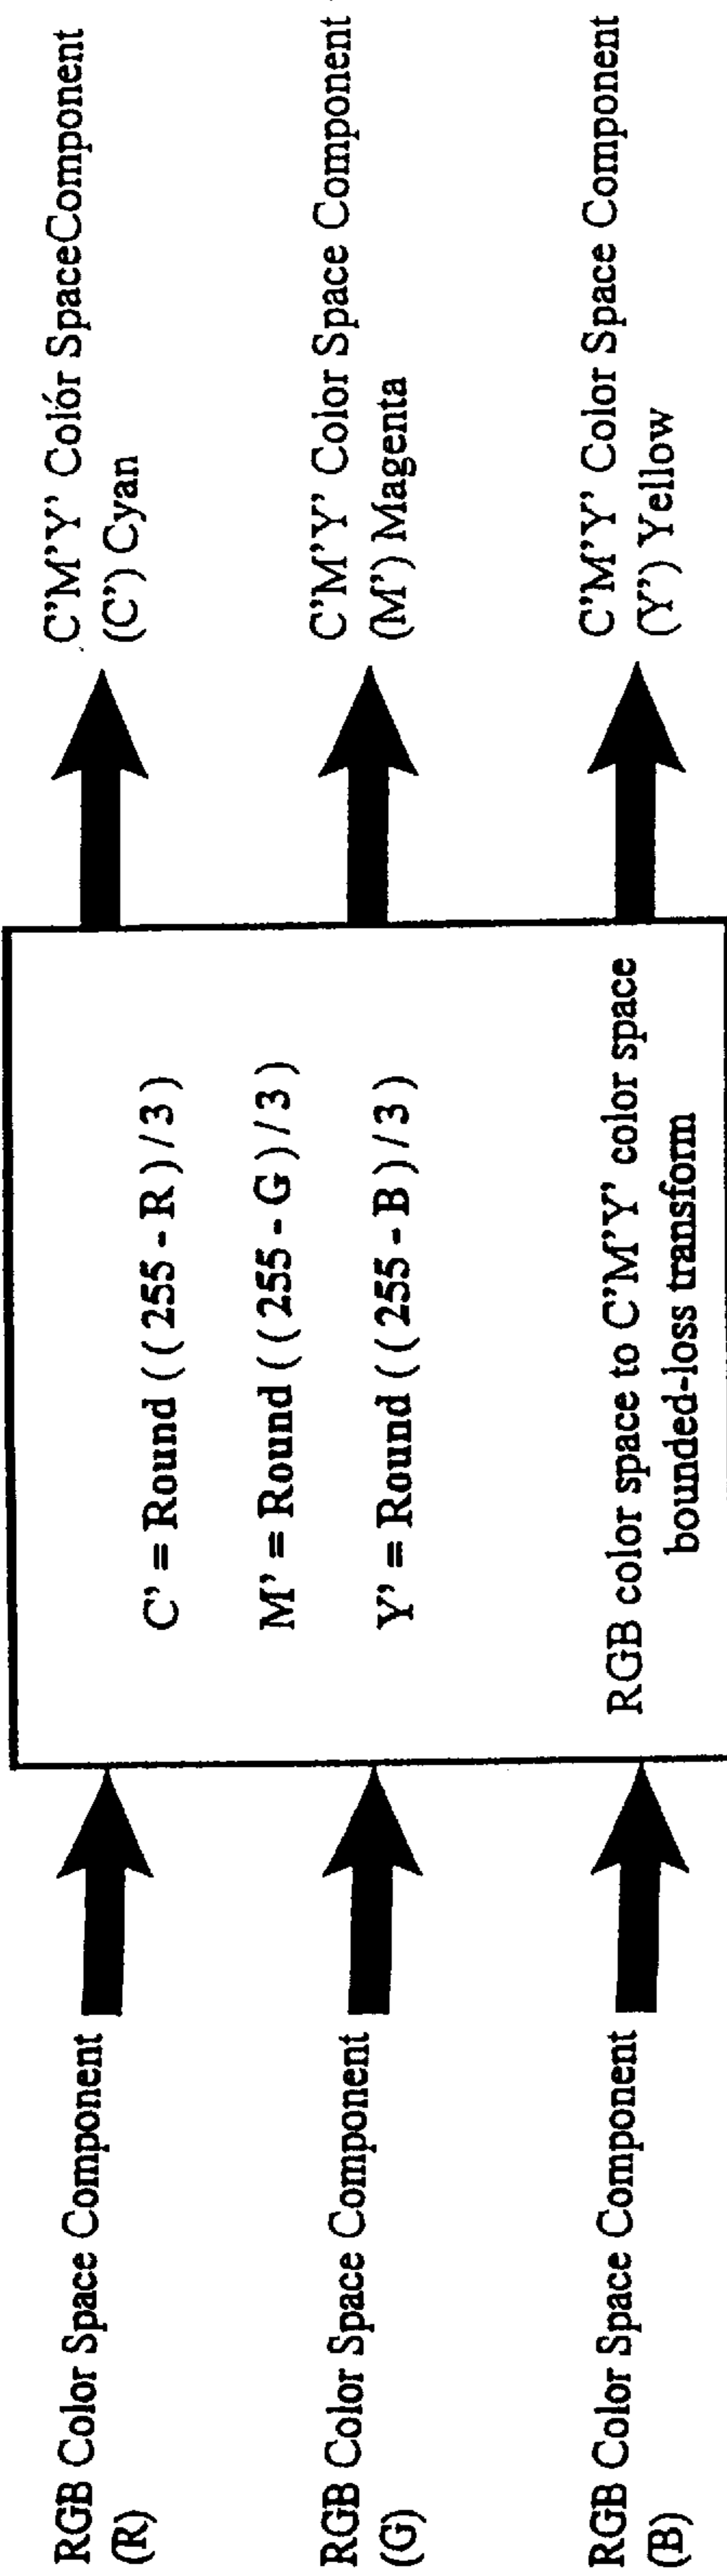 RGB Color Space Component
(R)
RGB Color Space Component
(G)
RGB Color Space Component
(B)
C' = Round ( ( 255 - R ) / 3 )
M' = Round ( ( 255 - G ) / 3 )
Y' = Round ( ( 255 - B ) / 3 )
RGB color space to C'M'Y' color space
bounded-loss transform
C'M'Y' Color SpaceComponent
(C') Cyan
C'M'Y' Color Space Component
(M') Magenta
C'M'Y' Color Space Component
(Y') Yellow